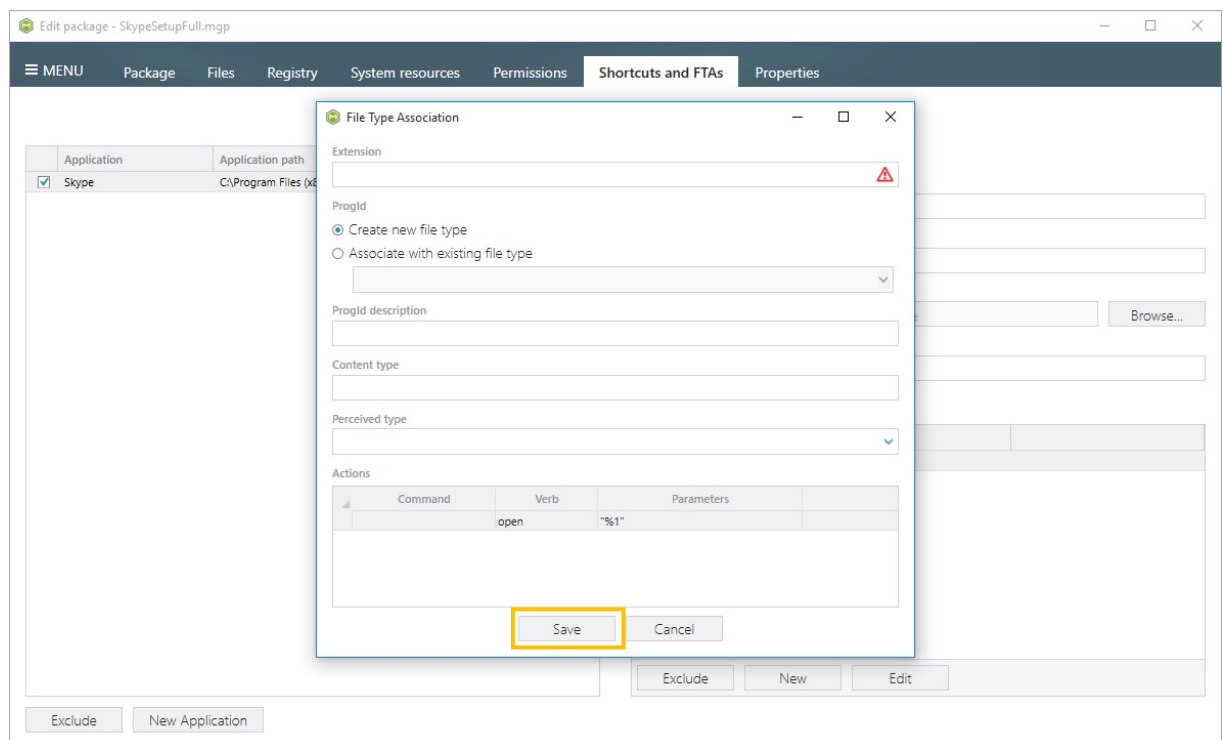 Edit package - SkypeSetupFull.mgp
MENU Package Files Registry System resources Permissions Shortcuts and FTAs Properties
File Type Association
Application Application path
Skype C:\Program Files (x8
Extension
ProgId
Create new file type
Associate with existing file type
ProgId description
Browse...
Content type
Perceived type
Actions
Command Verb Parameters
open "%1"
Save Cancel
Exclude New Edit
Exclude New Application